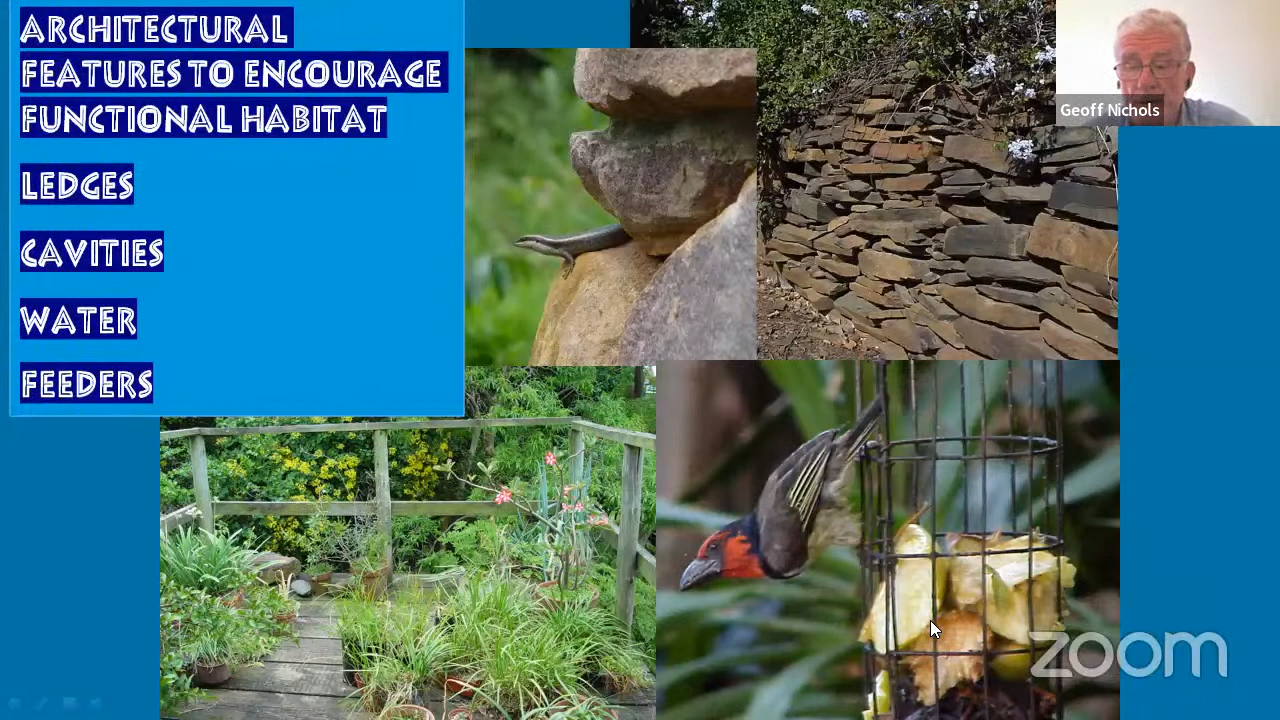 ARCHITECTURAL
FEATURES TO ENCOURAGE
FUNCTIONAL HABITAT
LEDGES
CAVITIES
WATER
FEEDERS
Geoff Nichols
zoom